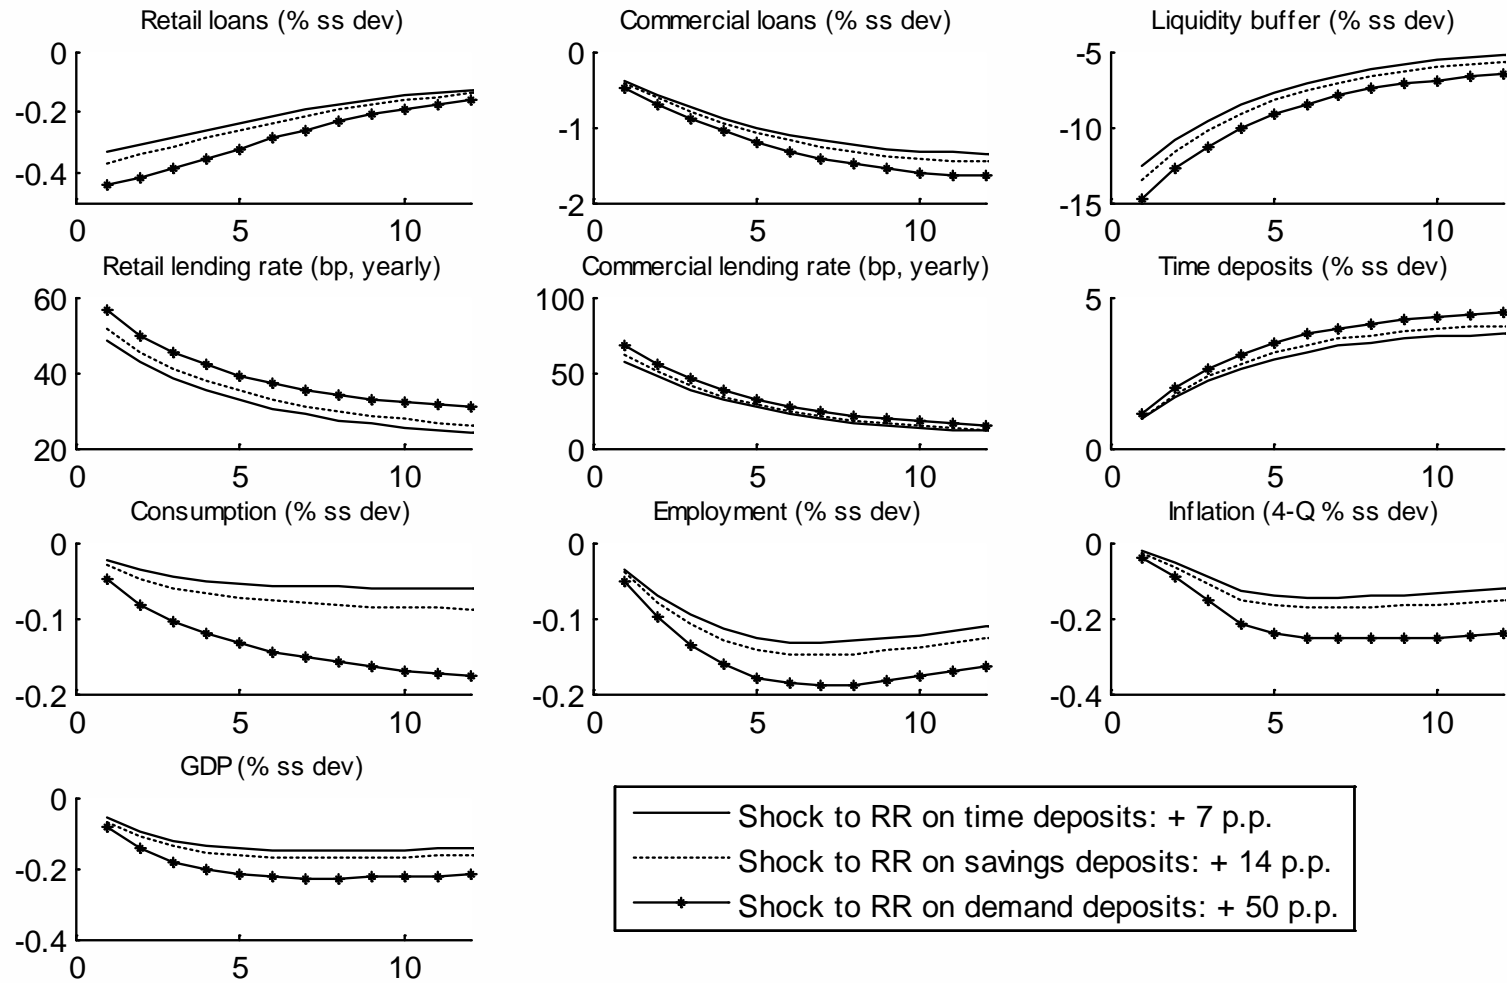 Retail loans (% ss dev)
0
-0.2
-0.4
0 5 10
Commercial loans (% ss dev)
0
-1
-2
0 5 10
Liquidity buffer (% ss dev)
-5
-10
-15
0 5 10
Retail lending rate (bp, yearly)
60
40
20
0 5 10
Commercial lending rate (bp, yearly)
100
50
0
0 5 10
Time deposits (% ss dev)
5
0
0 5 10
Consumption (% ss dev)
0
-0.1
-0.2
0 5 10
Employment (% ss dev)
0
-0.1
-0.2
0 5 10
Inflation (4-Q % ss dev)
0
-0.2
-0.4
0 5 10
GDP (% ss dev)
0
-0.2
-0.4
0 5 10
Shock to RR on time deposits: + 7 p.p.
Shock to RR on savings deposits: + 14 p.p.
Shock to RR on demand deposits: + 50 p.p.